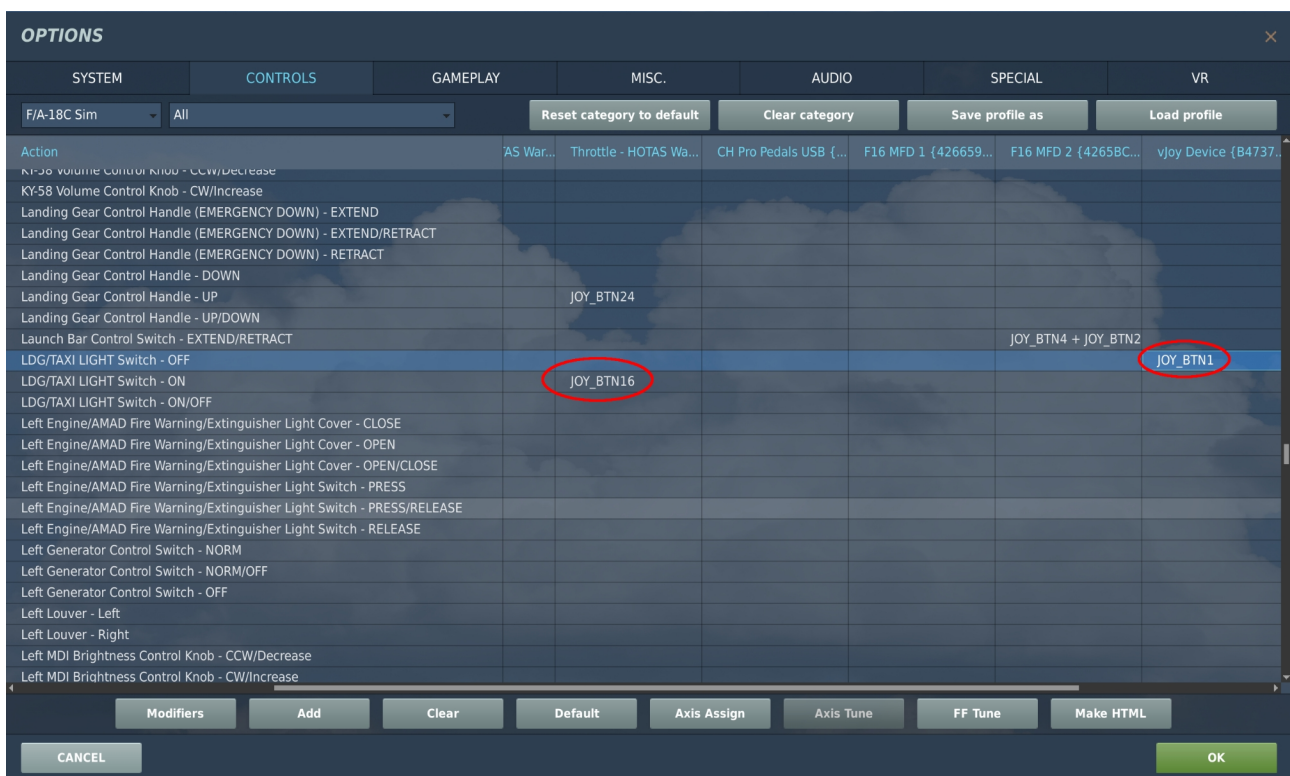 OPTIONS ×
SYSTEM CONTROLS GAMEPLAY MISC. AUDIO SPECIAL VR
F/A-18C Sim All Reset category to default Clear category Save profile as Load profile
Action AS War... Throttle - HOTAS Wa... CH Pro Pedals USB {... F16 MFD 1 {426659... F16 MFD 2 {4265BC... vJoy Device {B4737...
KY-58 Volume Control Knob - CCW/Decrease
KY-58 Volume Control Knob - CW/Increase
Landing Gear Control Handle (EMERGENCY DOWN) - EXTEND
Landing Gear Control Handle (EMERGENCY DOWN) - EXTEND/RETRACT
Landing Gear Control Handle (EMERGENCY DOWN) - RETRACT
Landing Gear Control Handle - DOWN
Landing Gear Control Handle - UP JOY_BTN24
Landing Gear Control Handle - UP/DOWN
Launch Bar Control Switch - EXTEND/RETRACT JOY_BTN4 + JOY_BTN2
LDG/TAXI LIGHT Switch - OFF JOY_BTN1
LDG/TAXI LIGHT Switch - ON JOY_BTN16
LDG/TAXI LIGHT Switch - ON/OFF
Left Engine/AMAD Fire Warning/Extinguisher Light Cover - CLOSE
Left Engine/AMAD Fire Warning/Extinguisher Light Cover - OPEN
Left Engine/AMAD Fire Warning/Extinguisher Light Cover - OPEN/CLOSE
Left Engine/AMAD Fire Warning/Extinguisher Light Switch - PRESS
Left Engine/AMAD Fire Warning/Extinguisher Light Switch - PRESS/RELEASE
Left Engine/AMAD Fire Warning/Extinguisher Light Switch - RELEASE
Left Generator Control Switch - NORM
Left Generator Control Switch - NORM/OFF
Left Generator Control Switch - OFF
Left Louver - Left
Left Louver - Right
Left MDI Brightness Control Knob - CCW/Decrease
Left MDI Brightness Control Knob - CW/Increase
Modifiers Add Clear Default Axis Assign Axis Tune FF Tune Make HTML
CANCEL OK